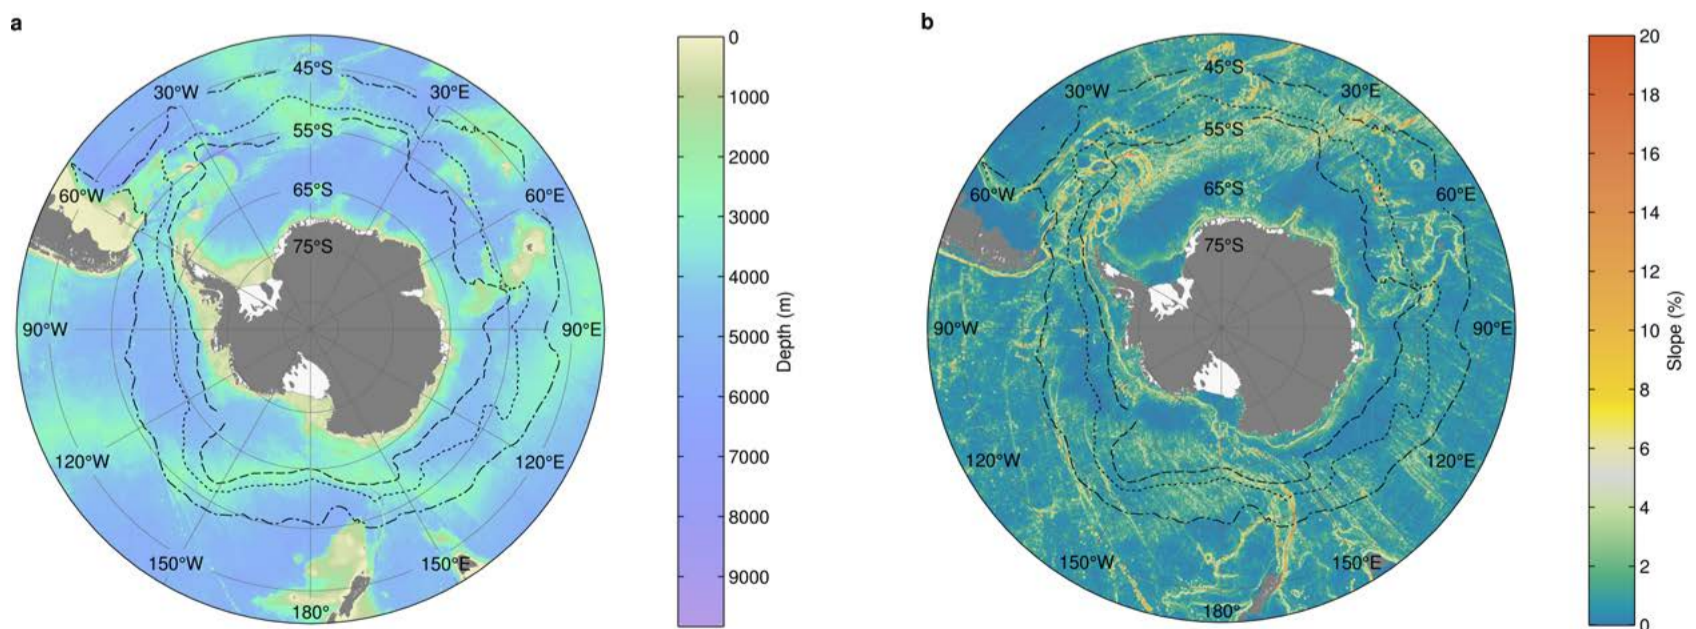 a
45°S
30°W
30°E
55°S
60°W
65°S
60°E
75°S
90°W
90°E
120°W
120°E
150°W
150°E
180°
0
1000
2000
3000
4000
5000
6000
7000
8000
9000
Depth (m)
b
45°S
30°W
30°E
55°S
60°W
65°S
60°E
75°S
90°W
90°E
120°W
120°E
150°W
150°E
180°
20
18
16
14
12
10
8
6
4
2
0
Slope (%)